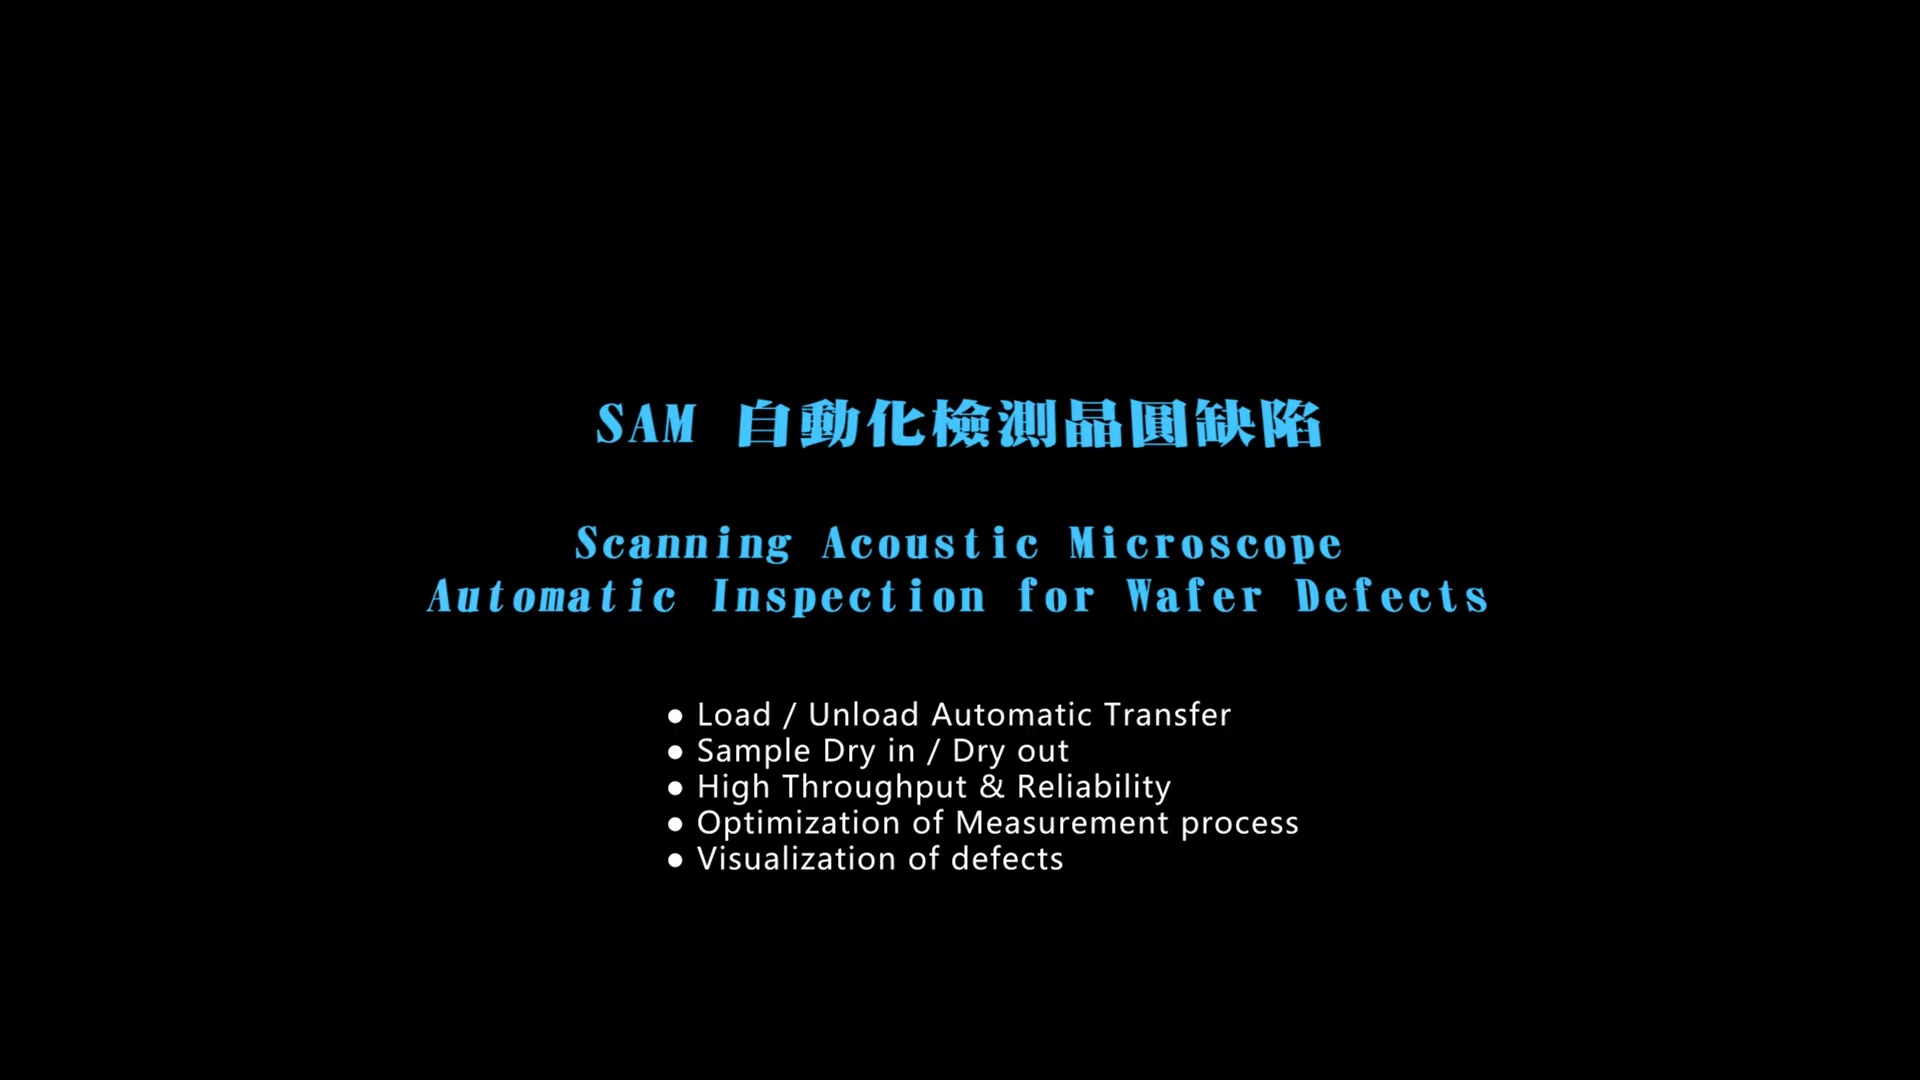 SAM 自動化檢測晶圓缺陷
Scanning Acoustic Microscope
Automatic Inspection for Wafer Defects
● Load / Unload Automatic Transfer
● Sample Dry in / Dry out
● High Throughput & Reliability
● Optimization of Measurement process
● Visualization of defects